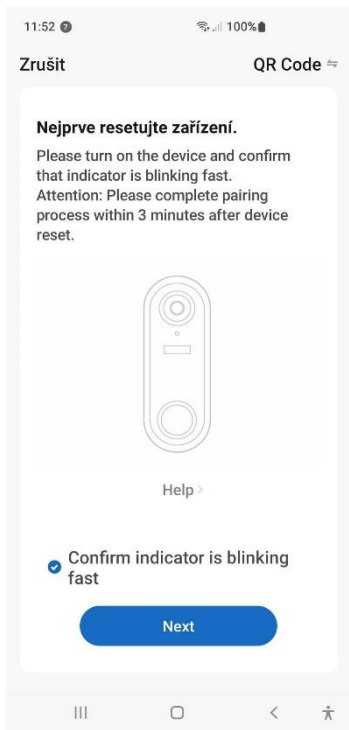 11:52 7 100%
Zrušit QR Code
Nejprve resetujte zařízení.
Please turn on the device and confirm
that indicator is blinking fast.
Attention: Please complete pairing
process within 3 minutes after device
reset.
Help
Confirm indicator is blinking
fast
Next